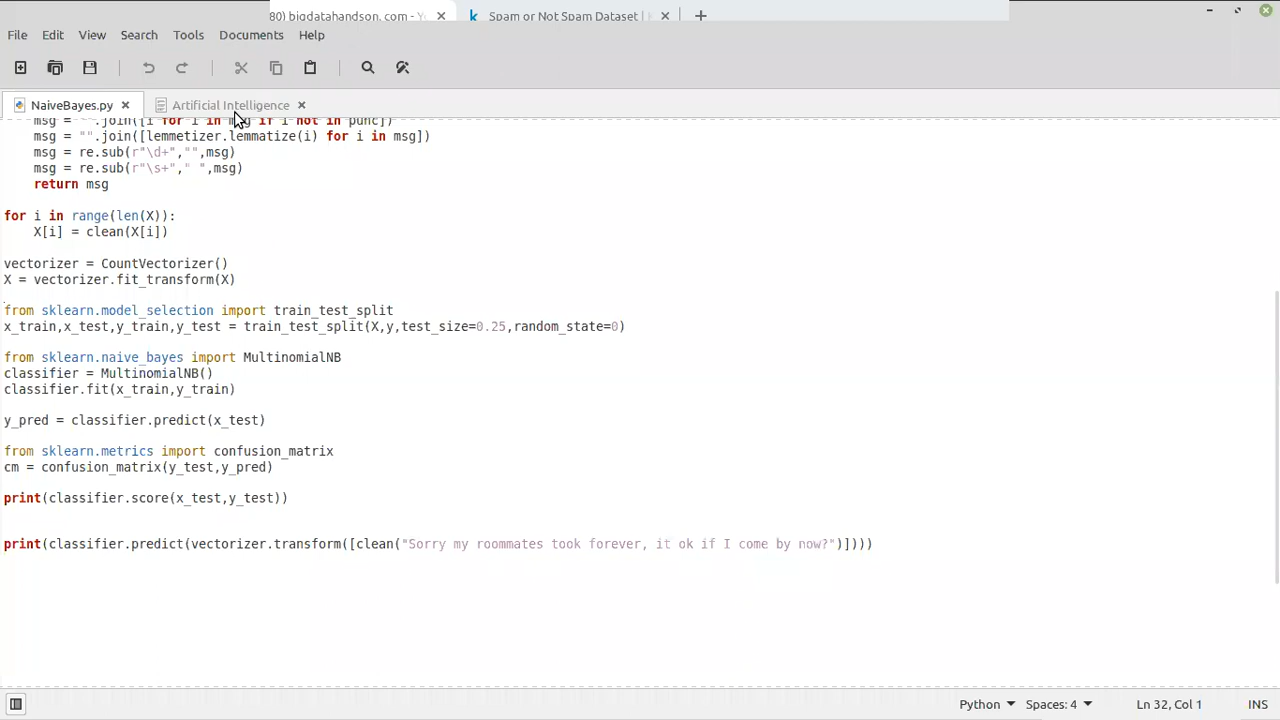 80) bigdatahandson. com - Y
Spam or Not Spam Dataset |
File Edit View Search Tools Documents Help
NaiveBayes.py
Artificial Intelligence
msg = "".join([i for i in msg if i not in punc])
msg = "".join([lemmetizer.lemmatize(i) for i in msg])
msg = re.sub(r"\d+","",msg)
msg = re.sub(r"\s+"," ",msg)
return msg
for i in range(len(X)):
X[i] = clean(X[i])
vectorizer = CountVectorizer()
X = vectorizer.fit_transform(X)
from sklearn.model_selection import train_test_split
x_train,x_test,y_train,y_test = train_test_split(X,y,test_size=0.25,random_state=0)
from sklearn.naive_bayes import MultinomialNB
classifier = MultinomialNB()
classifier.fit(x_train,y_train)
y_pred = classifier.predict(x_test)
from sklearn.metrics import confusion_matrix
cm = confusion_matrix(y_test,y_pred)
print(classifier.score(x_test,y_test))
print(classifier.predict(vectorizer.transform([clean("Sorry my roommates took forever, it ok if I come by now?")])))
Python Spaces: 4 Ln 32, Col 1 INS